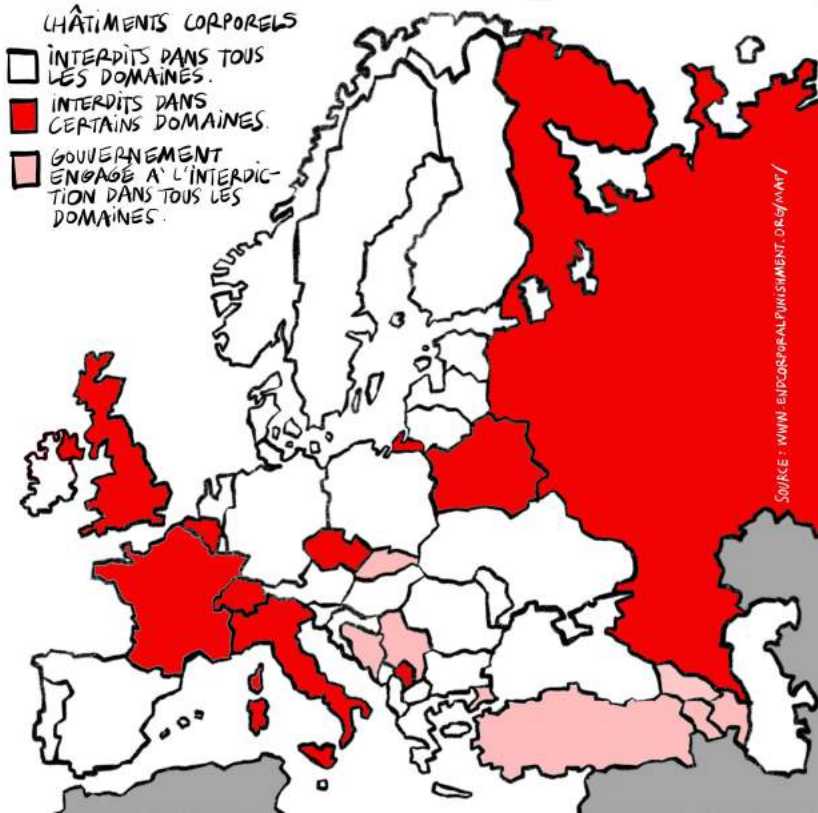 CHÂTIMENTS CORPORELS
INTERDITS DANS TOUS
LES DOMAINES.
INTERDITS DANS
CERTAINS DOMAINES.
GOUVERNEMENT
ENGAGÉ À L'INTERDIC-
TION DANS TOUS LES
DOMAINES.
SOURCE : WWW.ENDCORPORALPUNISHMENT.ORG/MAP/